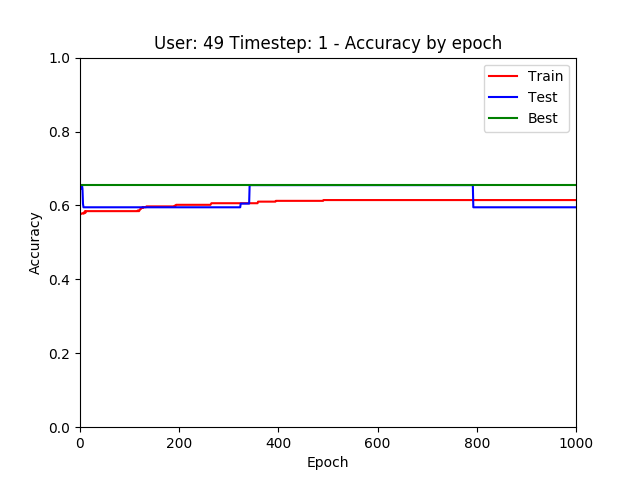 User: 49 Timestep: 1 - Accuracy by epoch
Train
Test
Best
Accuracy
1.0
0.8
0.6
0.4
0.2
0.0
0 200 400 600 800 1000
Epoch